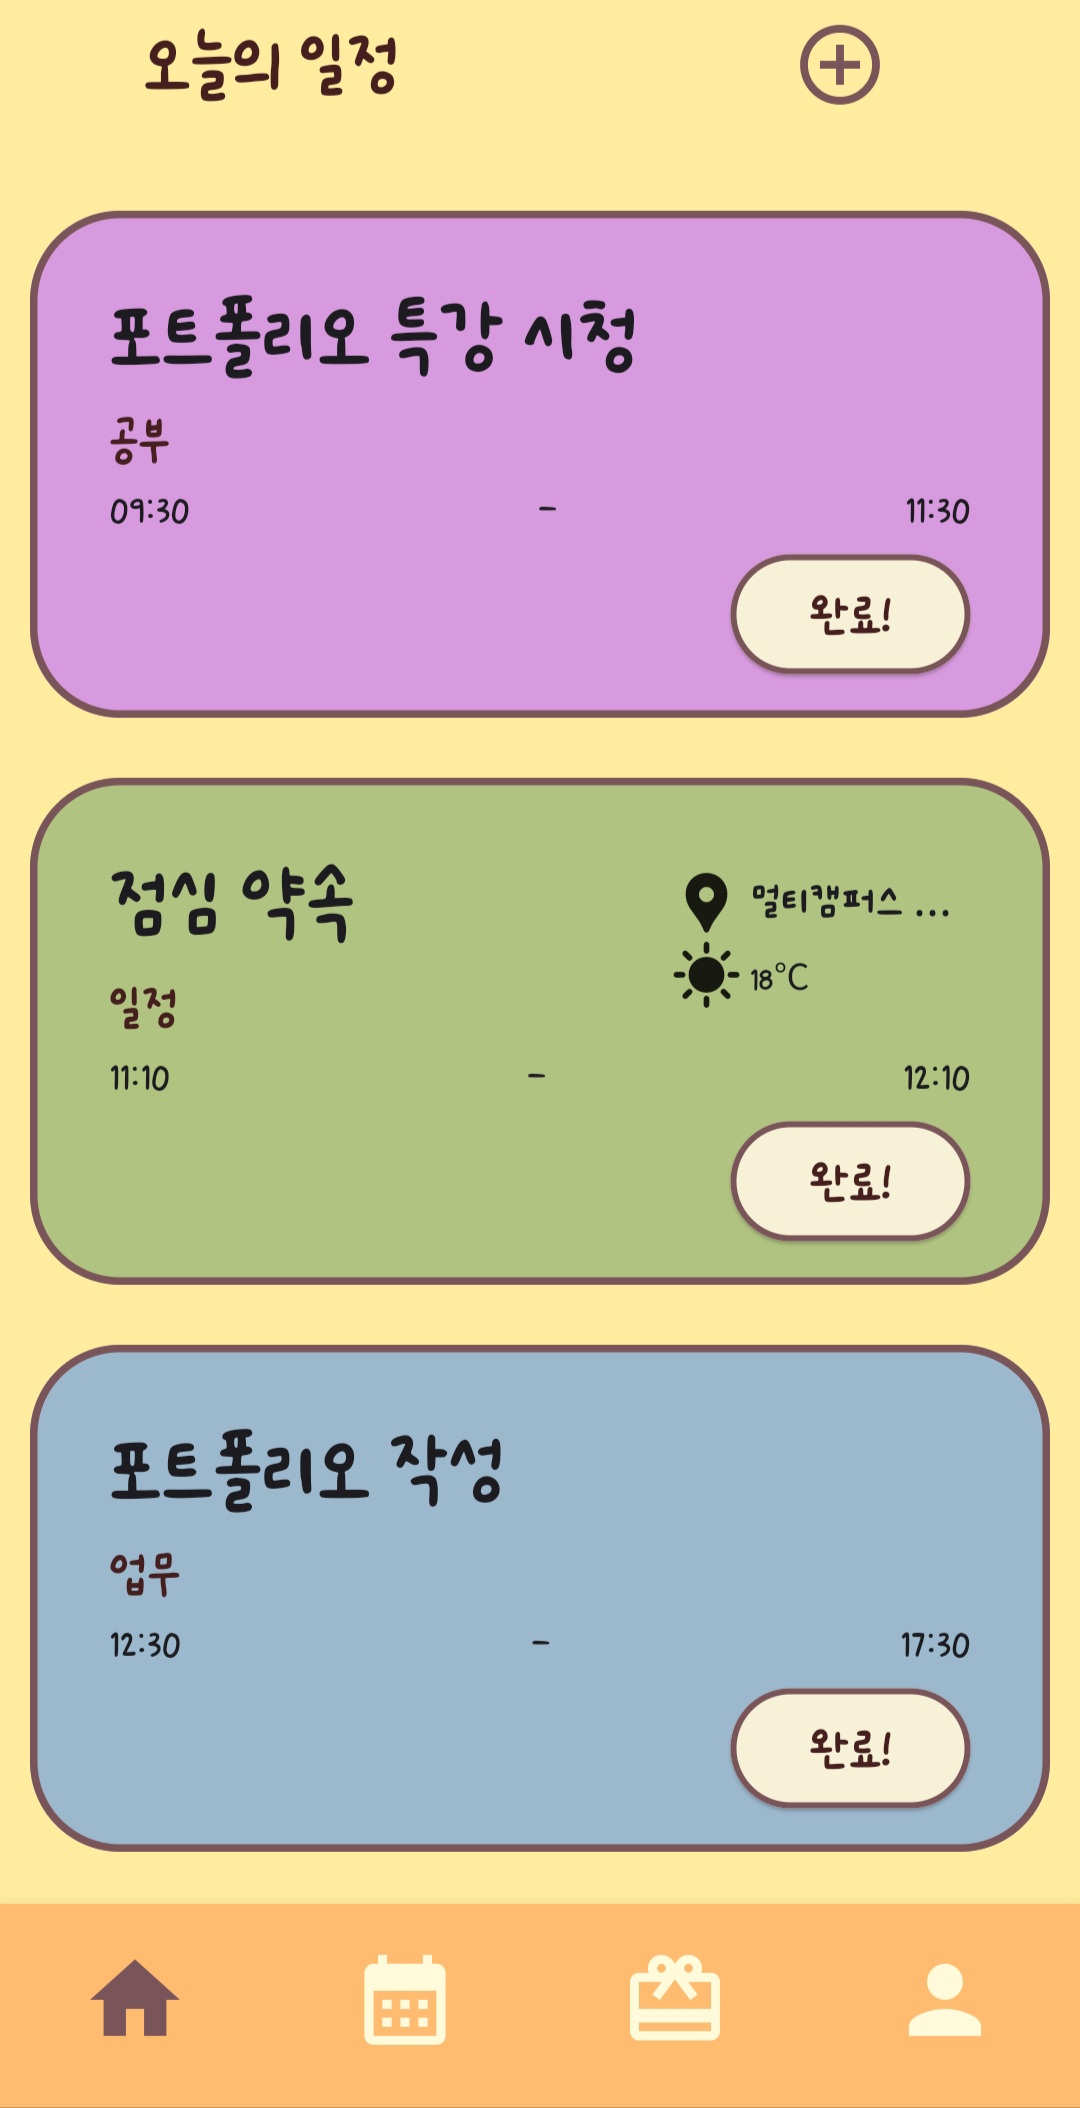 오늘의 일정
포트폴리오 특강 시청
공부
09:30 - 11:30
완료!
점심 약속
멀티캠퍼스 ...
18°C
일정
11:10 - 12:10
완료!
포트폴리오 작성
업무
12:30 - 17:30
완료!